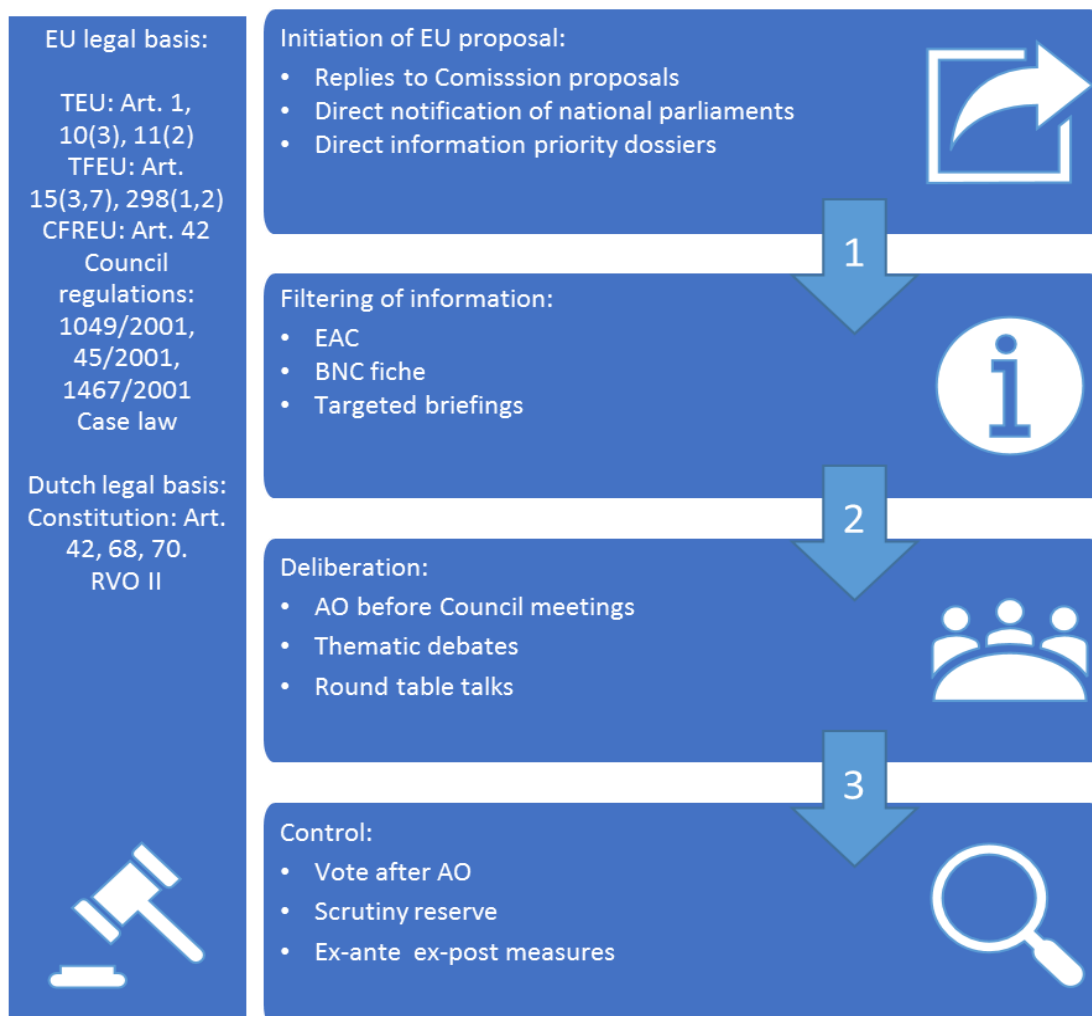 EU legal basis:
TEU: Art. 1,
10(3), 11(2)
TFEU: Art.
15(3,7), 298(1,2)
CFREU: Art. 42
Council
regulations:
1049/2001,
45/2001,
1467/2001
Case law
Dutch legal basis:
Constitution: Art.
42, 68, 70.
RVO II
Initiation of EU proposal:
• Replies to Comisssion proposals
• Direct notification of national parliaments
• Direct information priority dossiers
1
Filtering of information:
• EAC
• BNC fiche
• Targeted briefings
2
Deliberation:
• AO before Council meetings
• Thematic debates
• Round table talks
3
Control:
• Vote after AO
• Scrutiny reserve
• Ex-ante ex-post measures